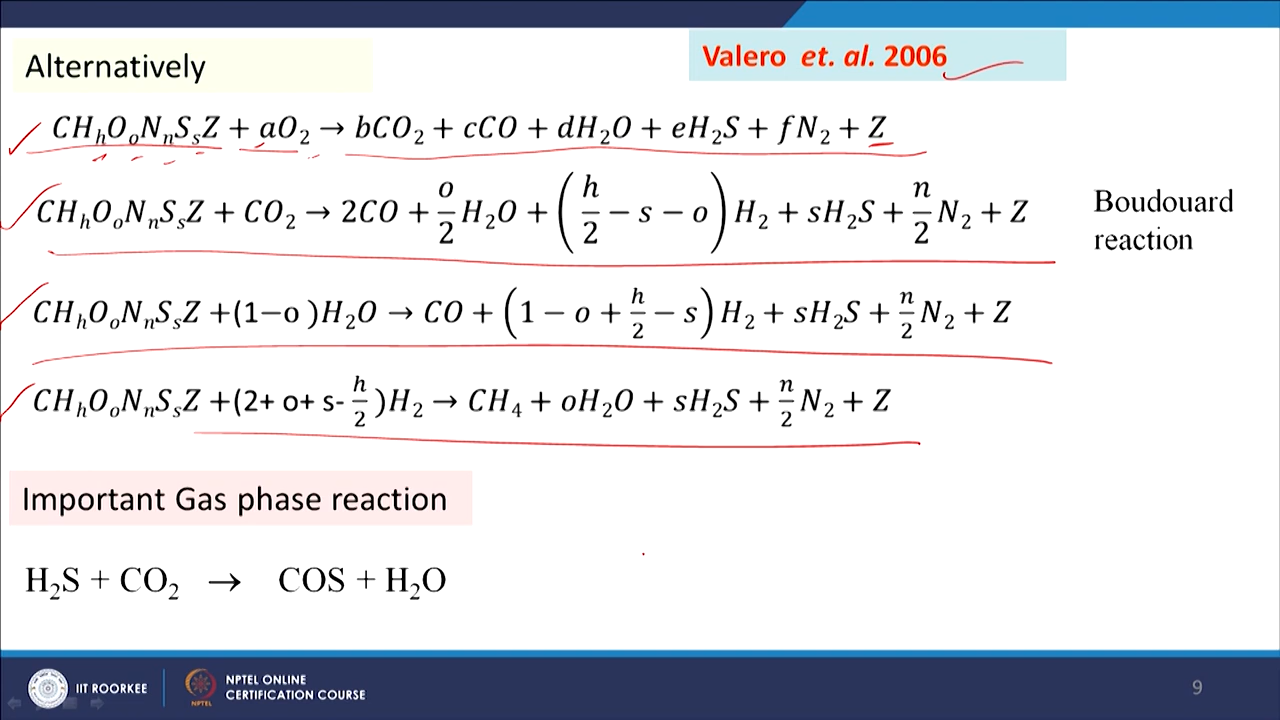 Alternatively
Valero et. al. 2006
CHₕOₒNₙSₛZ + aO₂ → bCO₂ + cCO + dH₂O + eH₂S + fN₂ + Z
CHₕOₒNₙSₛZ + CO₂ → 2CO + o/2 H₂O + (h/2 − s − o) H₂ + sH₂S + n/2 N₂ + Z
Boudouard
reaction
CHₕOₒNₙSₛZ +(1−o )H₂O → CO + (1 − o + h/2 − s) H₂ + sH₂S + n/2 N₂ + Z
CHₕOₒNₙSₛZ +(2+ o+ s- h/2 )H₂ → CH₄ + oH₂O + sH₂S + n/2 N₂ + Z
Important Gas phase reaction
H₂S + CO₂ → COS + H₂O
IIT ROORKEE
NPTEL
NPTEL ONLINE
CERTIFICATION COURSE
9